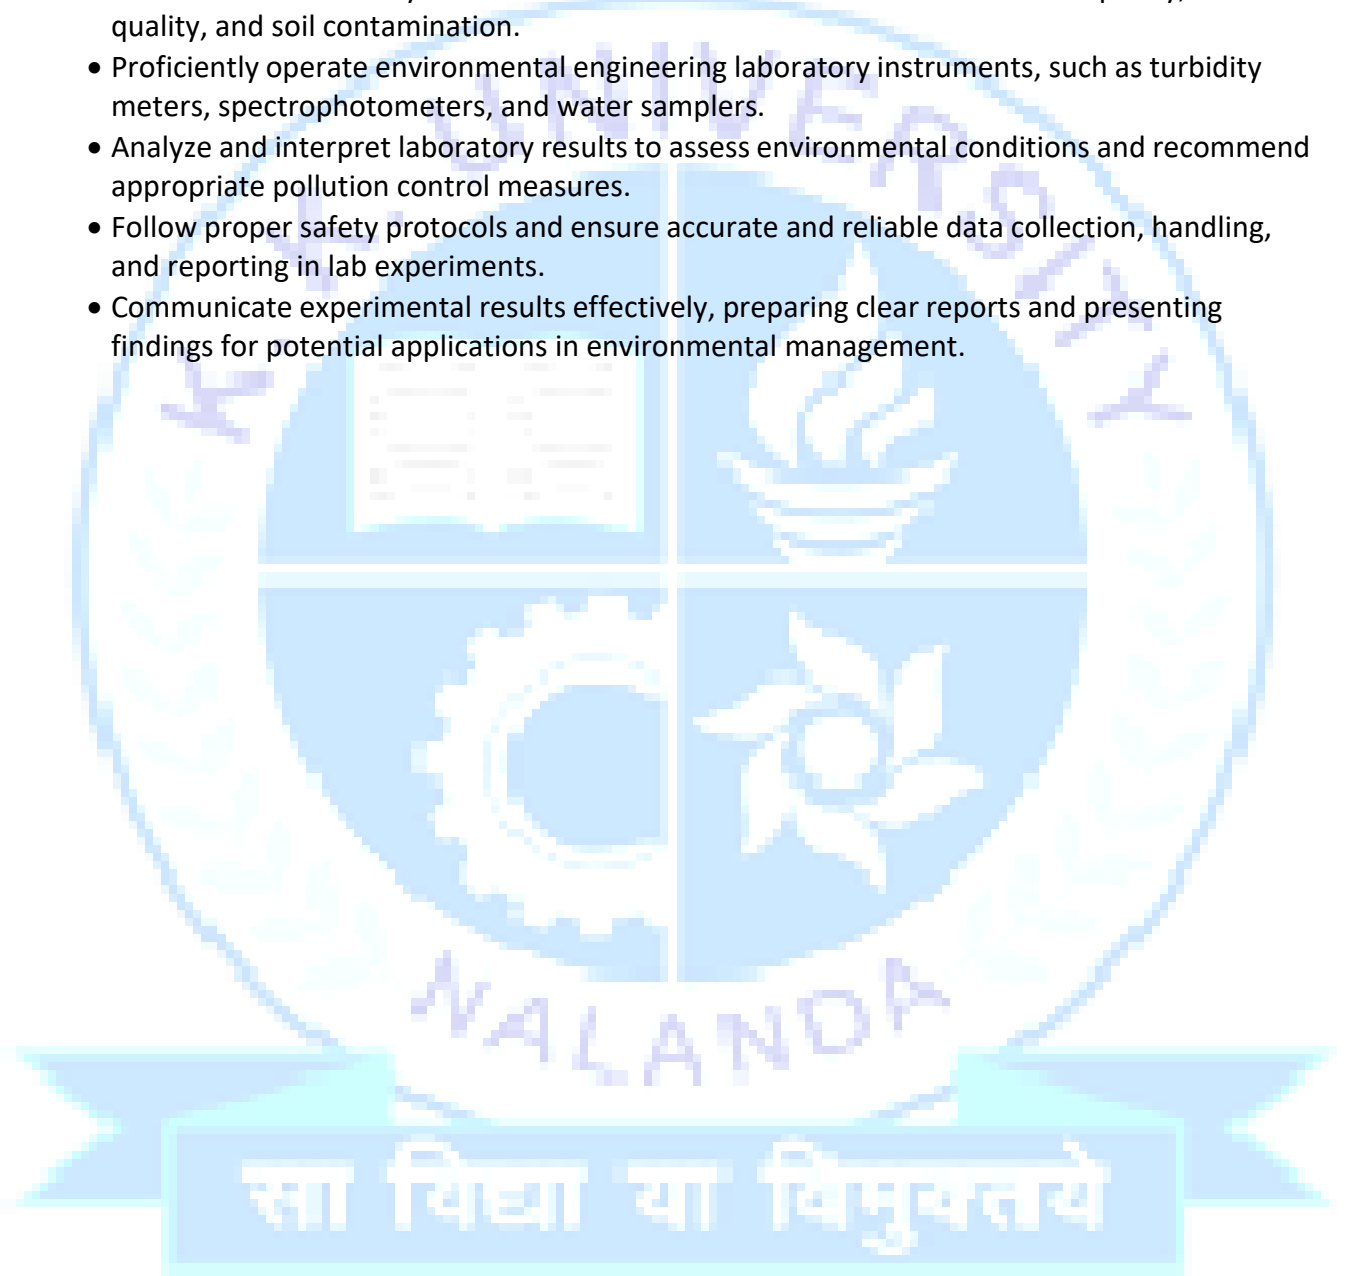 quality, and soil contamination.
• Proficiently operate environmental engineering laboratory instruments, such as turbidity
meters, spectrophotometers, and water samplers.
• Analyze and interpret laboratory results to assess environmental conditions and recommend
appropriate pollution control measures.
• Follow proper safety protocols and ensure accurate and reliable data collection, handling,
and reporting in lab experiments.
• Communicate experimental results effectively, preparing clear reports and presenting
findings for potential applications in environmental management.
K. K. UNIVERSITY
NALANDA
सा विद्या या विमुक्तये